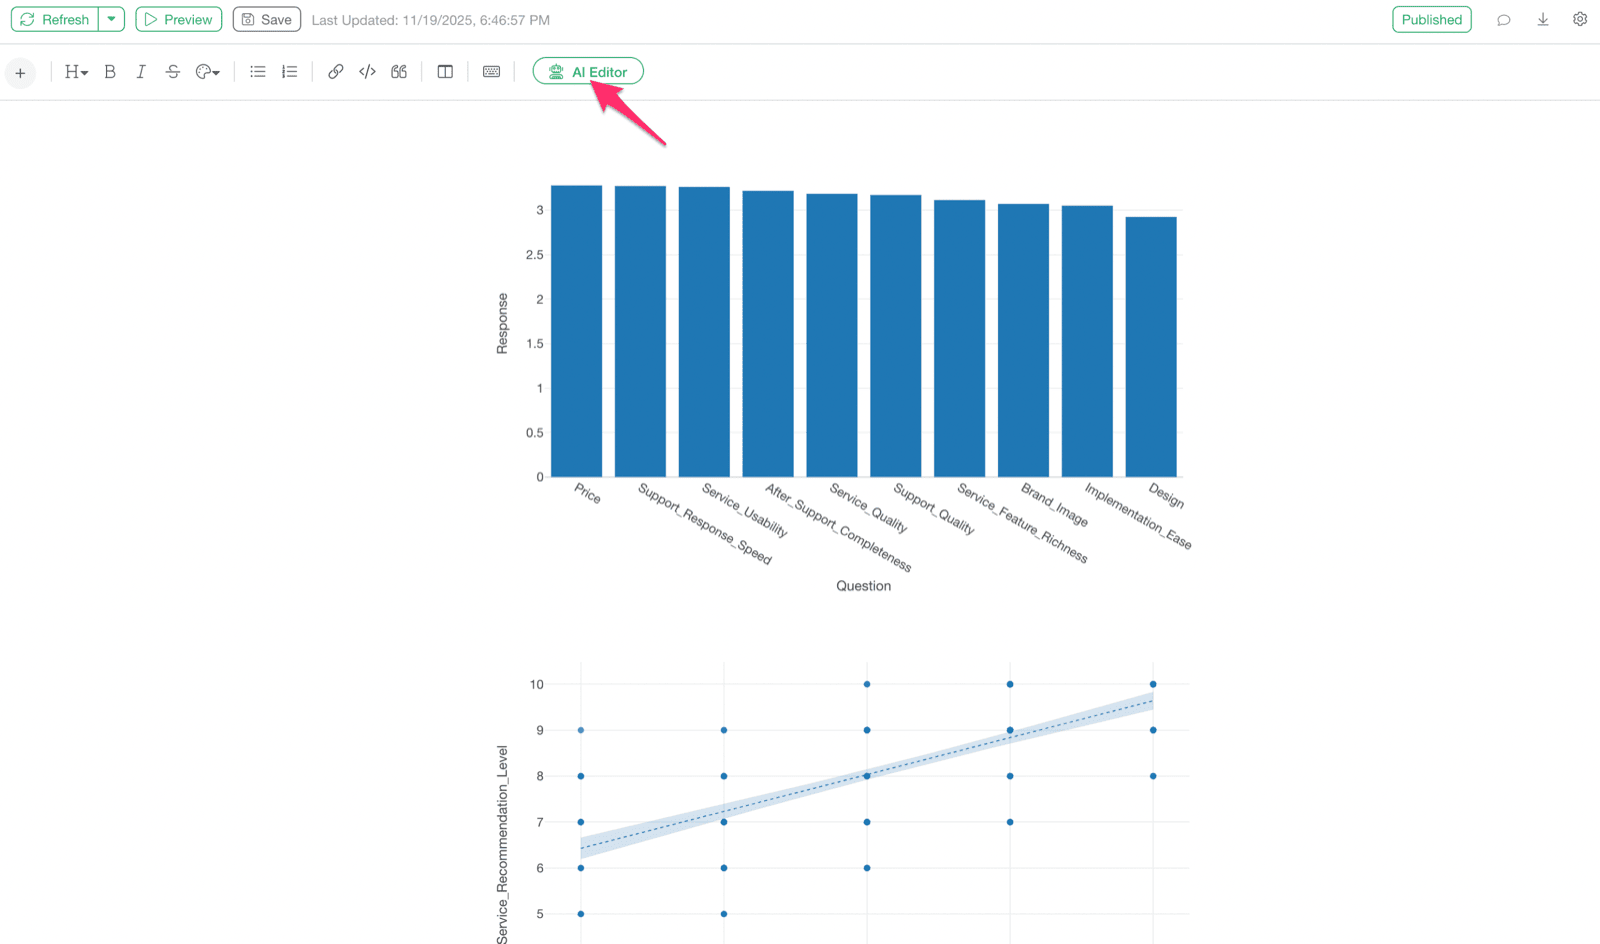 Refresh Preview Save Last Updated: 11/19/2025, 6:46:57 PM Published
H B I S AI Editor
3
2.5
2
1.5
1
0.5
0
Response
Price
Support_Response_Speed
Service_Usability
After_Support_Completeness
Service_Quality
Support_Quality
Service_Feature_Richness
Brand_Image
Implementation_Ease
Design
Question
10
9
8
7
6
5
Service_Recommendation_Level